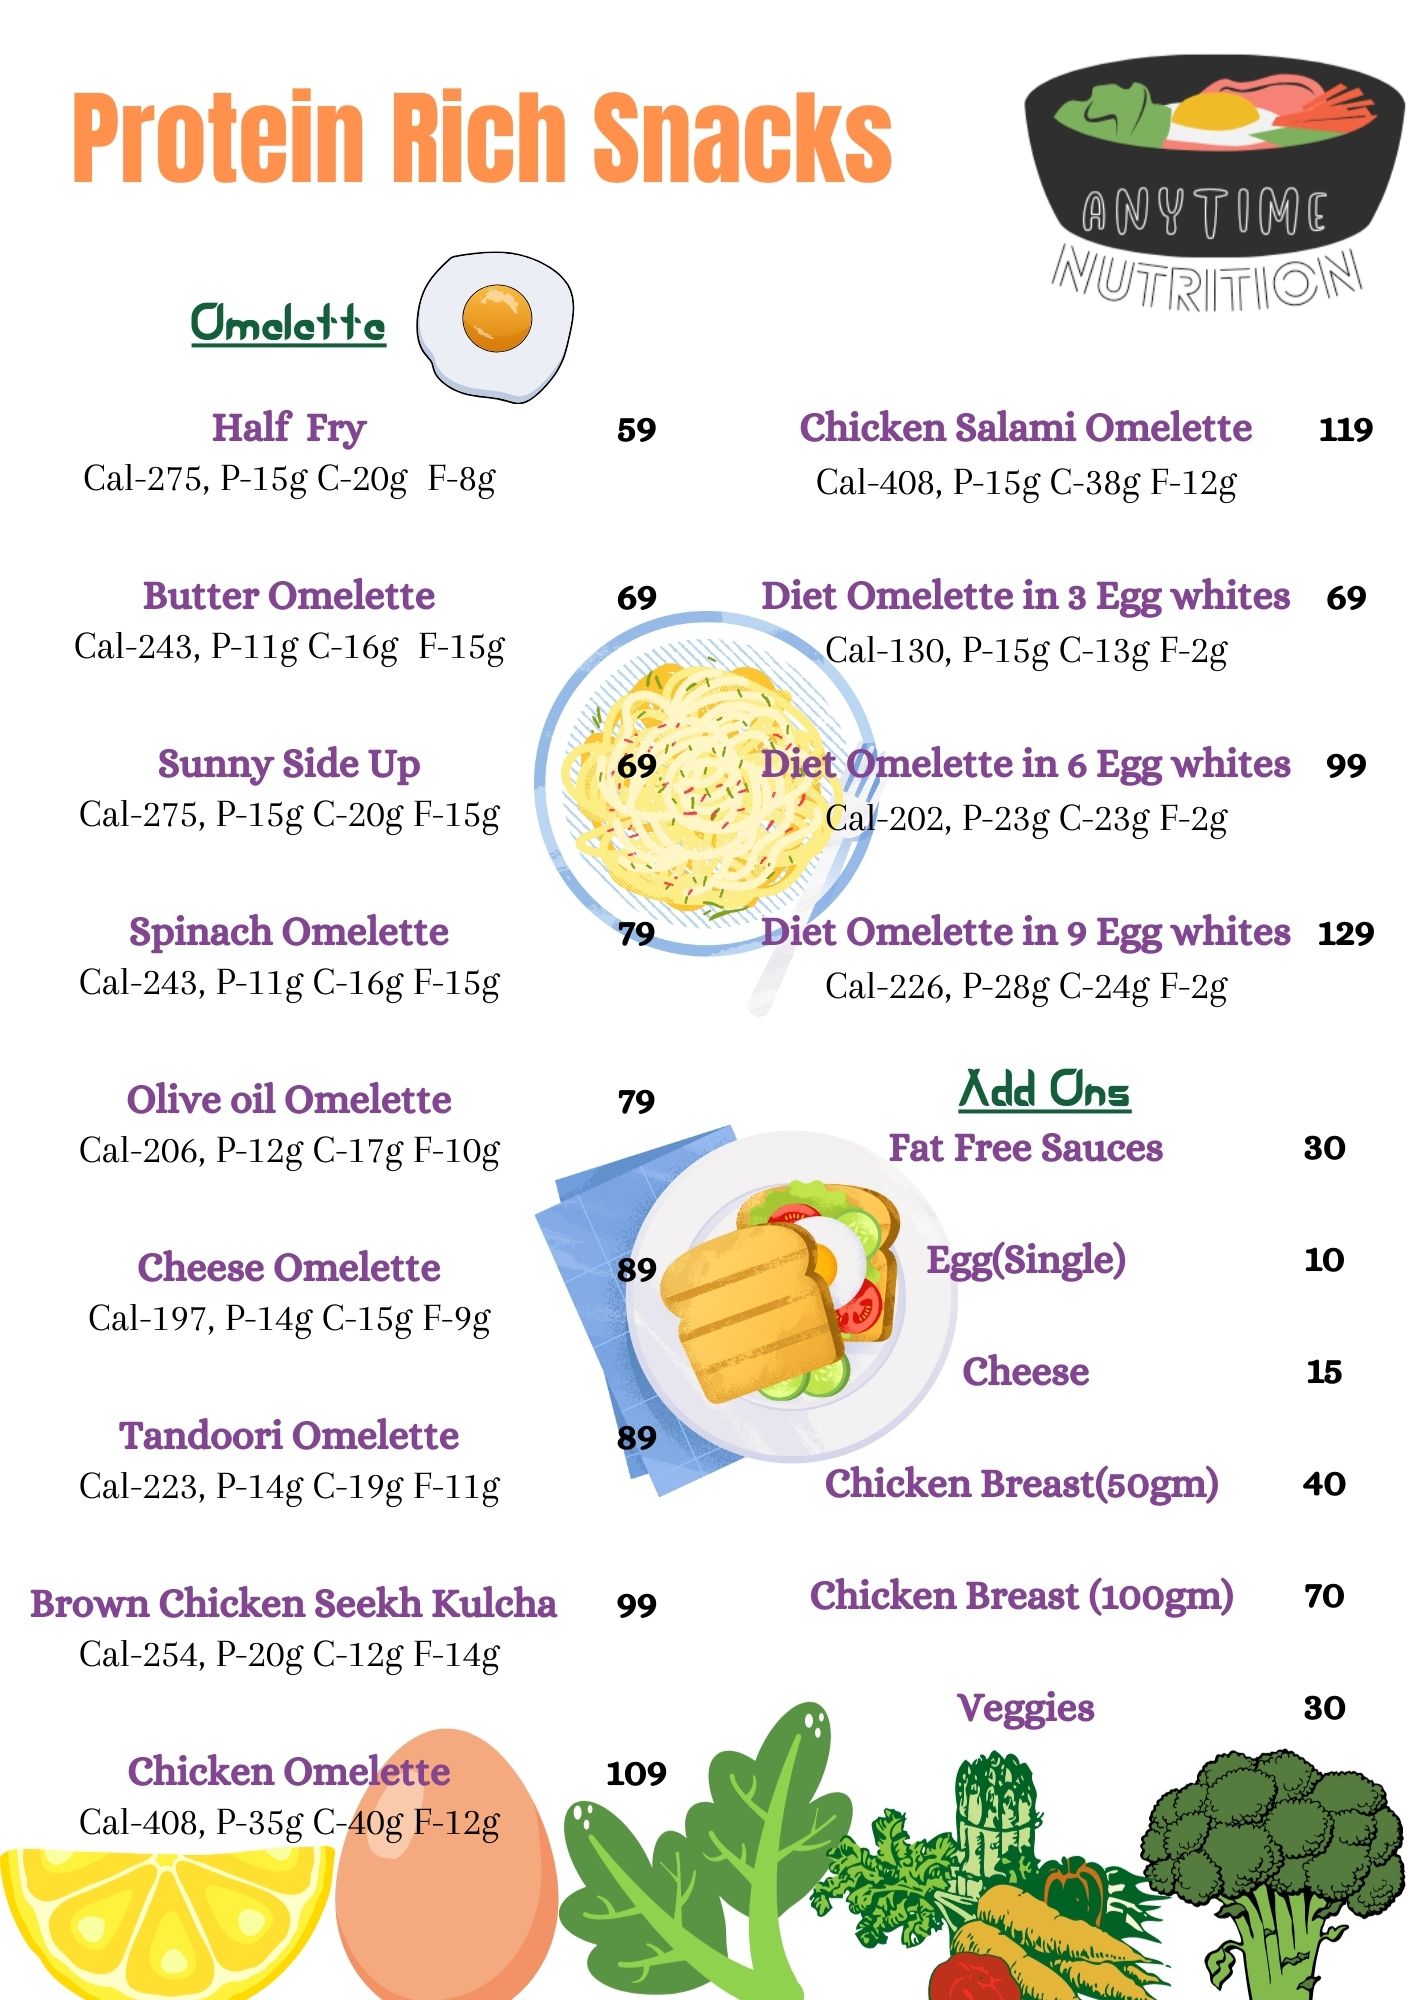 Protein Rich Snacks
ANYTIME
NUTRITION
Omelette
Half Fry 59
Cal-275, P-15g C-20g F-8g
Butter Omelette 69
Cal-243, P-11g C-16g F-15g
Sunny Side Up 69
Cal-275, P-15g C-20g F-15g
Spinach Omelette 79
Cal-243, P-11g C-16g F-15g
Olive oil Omelette 79
Cal-206, P-12g C-17g F-10g
Cheese Omelette 89
Cal-197, P-14g C-15g F-9g
Tandoori Omelette 89
Cal-223, P-14g C-19g F-11g
Brown Chicken Seekh Kulcha 99
Cal-254, P-20g C-12g F-14g
Chicken Omelette 109
Cal-408, P-35g C-40g F-12g
Chicken Salami Omelette 119
Cal-408, P-15g C-38g F-12g
Diet Omelette in 3 Egg whites 69
Cal-130, P-15g C-13g F-2g
Diet Omelette in 6 Egg whites 99
Cal-202, P-23g C-23g F-2g
Diet Omelette in 9 Egg whites 129
Cal-226, P-28g C-24g F-2g
Add Ons
Fat Free Sauces 30
Egg(Single) 10
Cheese 15
Chicken Breast(50gm) 40
Chicken Breast (100gm) 70
Veggies 30